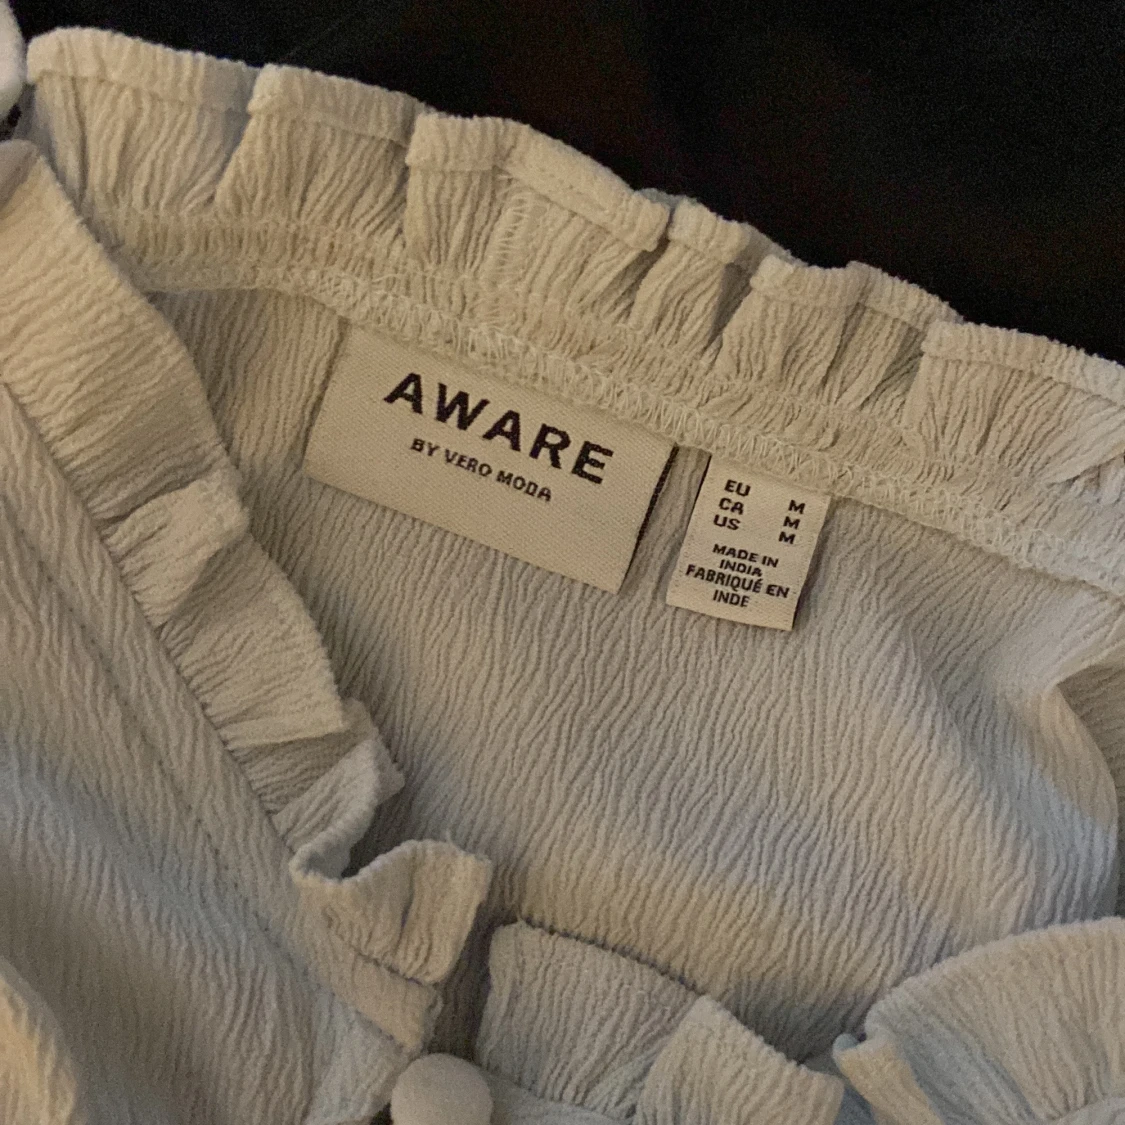 AWARE
BY VERO MODA
EU M
CA M
US M
MADE IN
INDIA
FABRIQUÉ EN
INDE